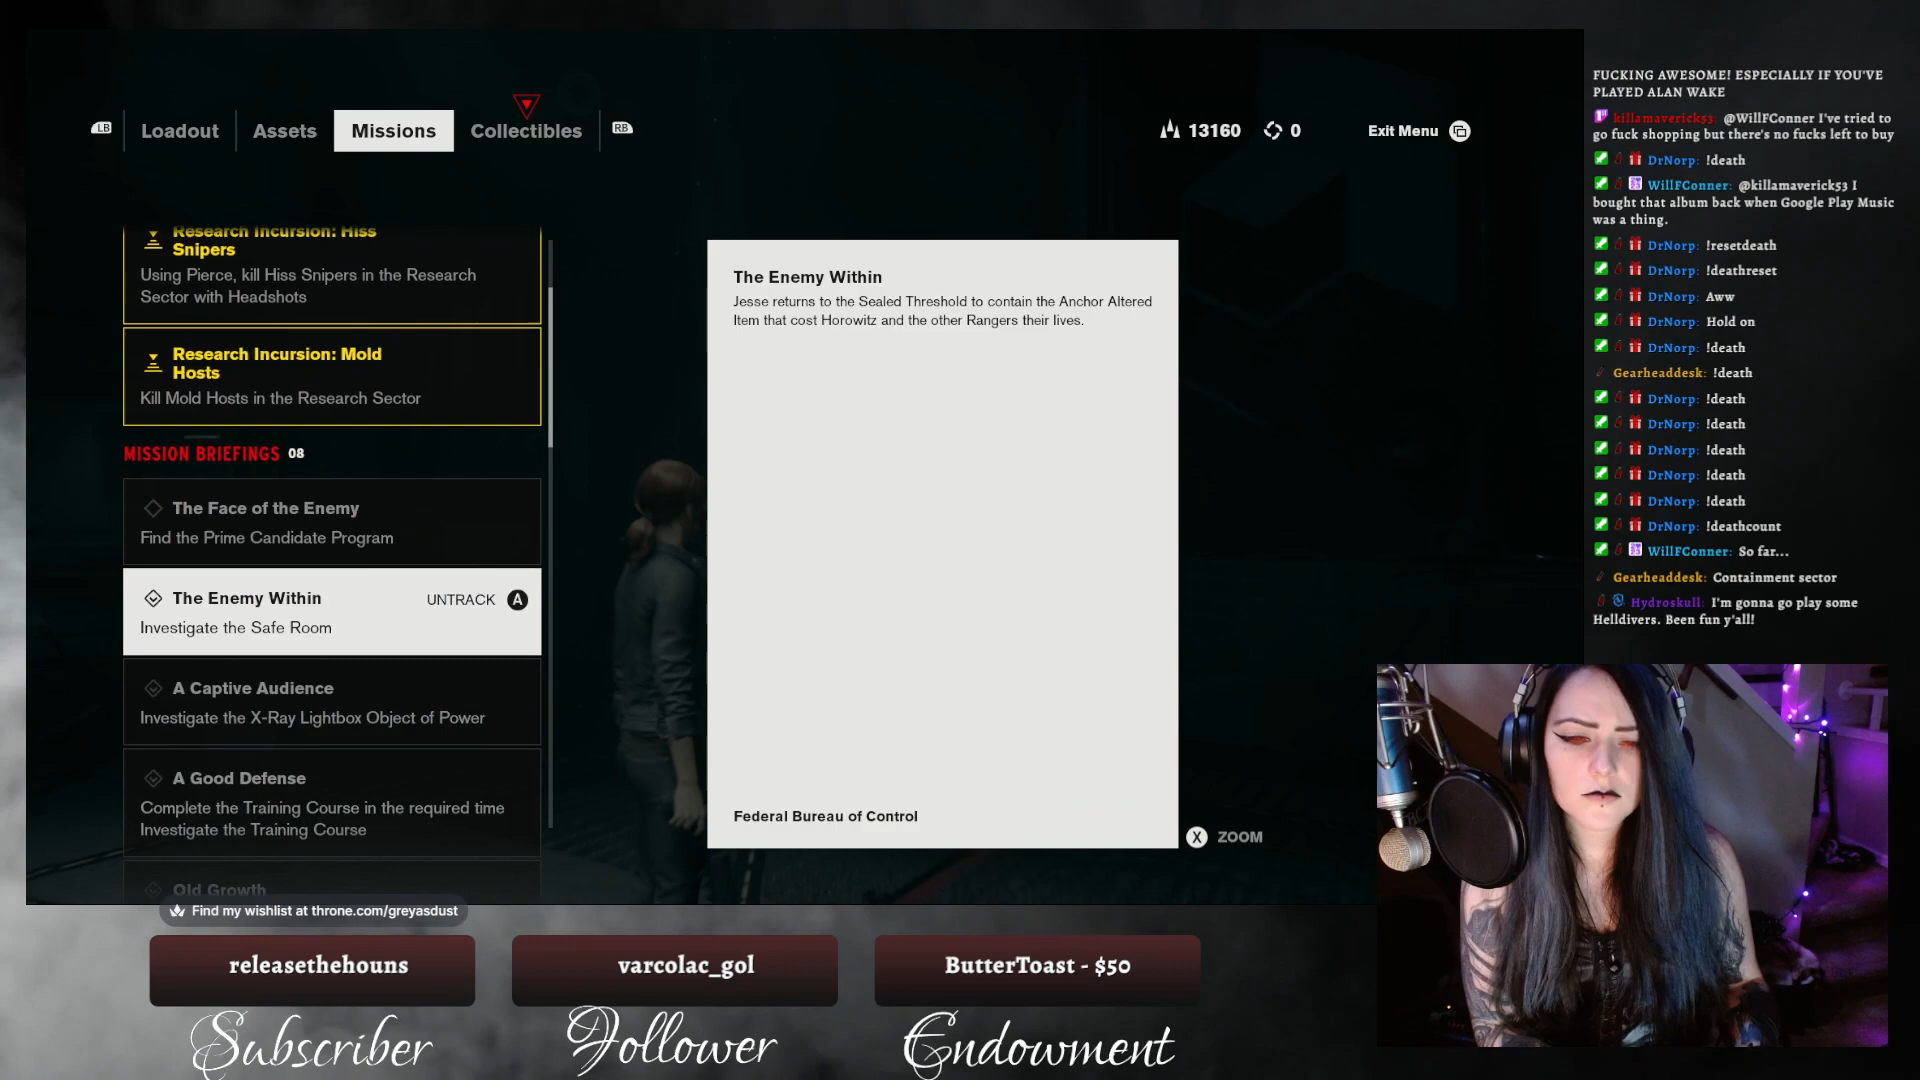 LB
Loadout
Assets
Missions
Collectibles
RB
13160
0
Exit Menu
Research Incursion: Hiss
Snipers
Using Pierce, kill Hiss Snipers in the Research
Sector with Headshots
Research Incursion: Mold
Hosts
Kill Mold Hosts in the Research Sector
MISSION BRIEFINGS 08
The Face of the Enemy
Find the Prime Candidate Program
The Enemy Within
UNTRACK A
Investigate the Safe Room
A Captive Audience
Investigate the X-Ray Lightbox Object of Power
A Good Defense
Complete the Training Course in the required time
Investigate the Training Course
Old Growth
The Enemy Within
Jesse returns to the Sealed Threshold to contain the Anchor Altered
Item that cost Horowitz and the other Rangers their lives.
Federal Bureau of Control
X ZOOM
FUCKING AWESOME! ESPECIALLY IF YOU'VE
PLAYED ALAN WAKE
killamaverick53: @WillFConner I've tried to
go fuck shopping but there's no fucks left to buy
DrNorp: !death
WillFConner: @killamaverick53 I
bought that album back when Google Play Music
was a thing.
DrNorp: !resetdeath
DrNorp: !deathreset
DrNorp: Aww
DrNorp: Hold on
DrNorp: !death
Gearheaddesk: !death
DrNorp: !death
DrNorp: !death
DrNorp: !death
DrNorp: !death
DrNorp: !death
DrNorp: !deathcount
WillFConner: So far...
Gearheaddesk: Containment sector
Hydroskull: I'm gonna go play some
Helldivers. Been fun y'all!
Find my wishlist at throne.com/greyasdust
releasethehouns
varcolac_gol
ButterToast - $50
Subscriber
Follower
Endowment